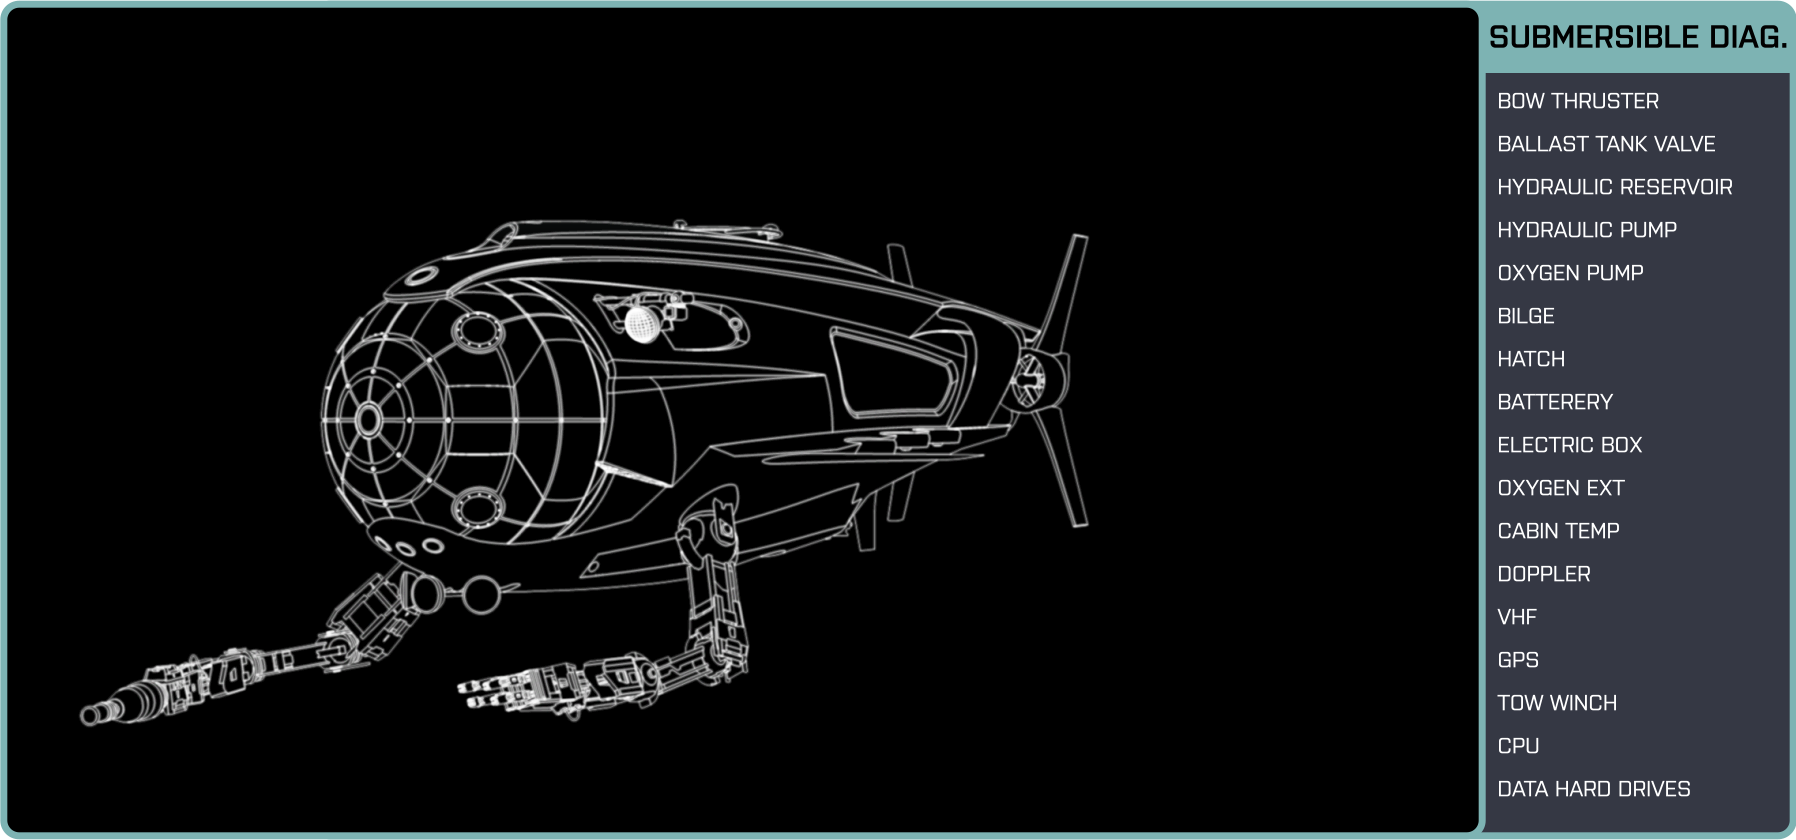 SUBMERSIBLE DIAG.
BOW THRUSTER
BALLAST TANK VALVE
HYDRAULIC RESERVOIR
HYDRAULIC PUMP
OXYGEN PUMP
BILGE
HATCH
BATTERERY
ELECTRIC BOX
OXYGEN EXT
CABIN TEMP
DOPPLER
VHF
GPS
TOW WINCH
CPU
DATA HARD DRIVES